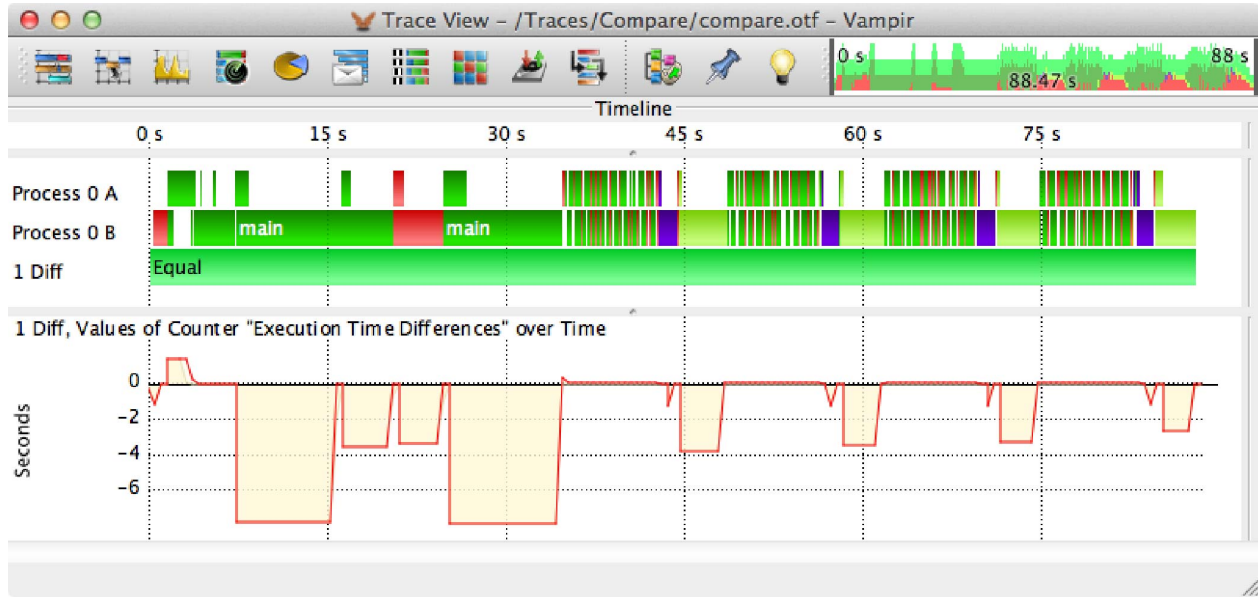 Trace View – /Traces/Compare/compare.otf – Vampir
0 s 88 s
88.47 s
Timeline
0 s 15 s 30 s 45 s 60 s 75 s
Process 0 A
Process 0 B main main
1 Diff Equal
1 Diff, Values of Counter "Execution Time Differences" over Time
0
-2
-4
-6
Seconds